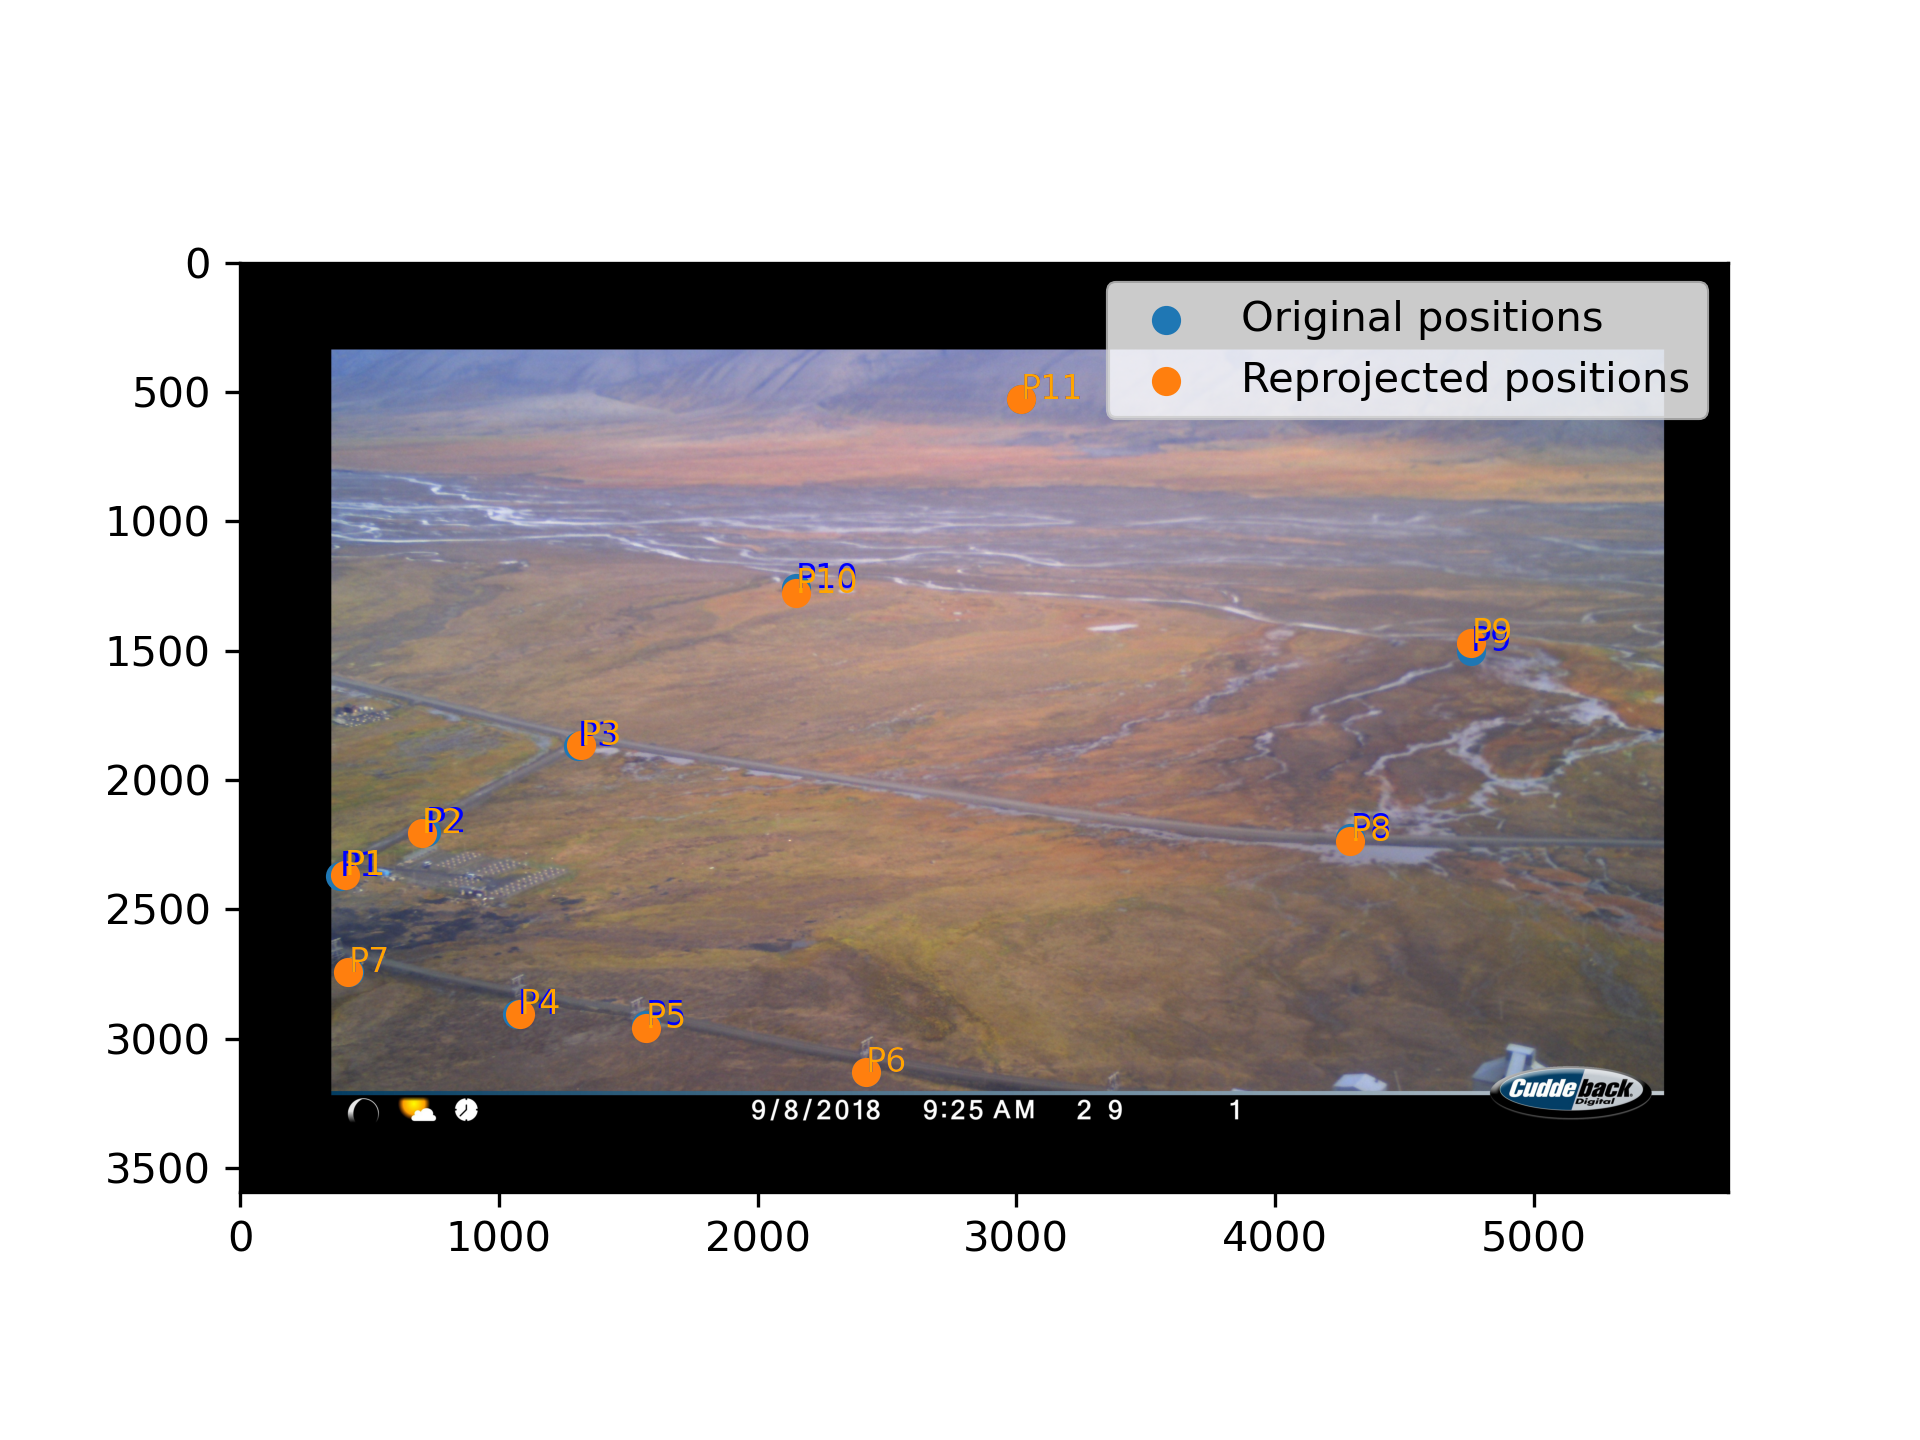 Original positions
Reprojected positions
0
500
1000
1500
2000
2500
3000
3500
P11
P10
P9
P3
P2
P8
P1
P7
P4
P5
P6
9/8/2018 9:25 AM 2 9 1
Cuddeback
Digital
0 1000 2000 3000 4000 5000